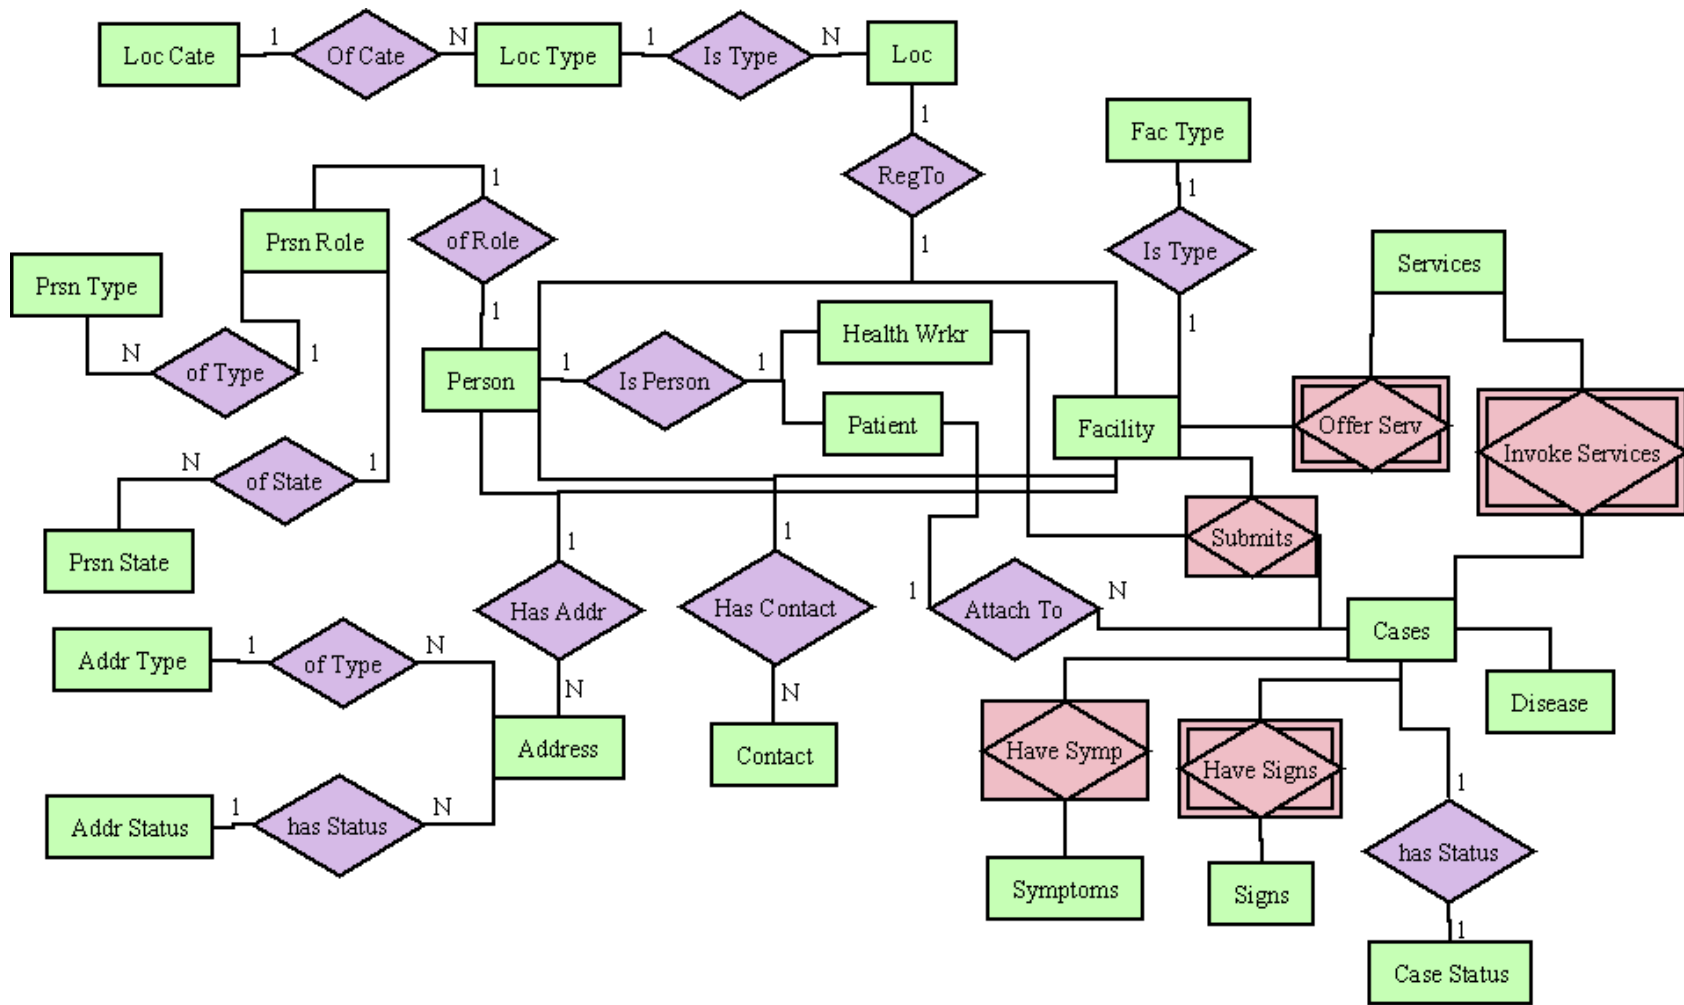 Loc Cate
1
Of Cate
N
Loc Type
1
Is Type
N
Loc
1
RegTo
1
Fac Type
1
Is Type
1
Services
Prsn Role
1
of Role
1
Prsn Type
N
of Type
1
Person
1
Is Person
1
Health Wrkr
Patient
Facility
Offer Serv
Invoke Services
N
of State
1
Prsn State
Submits
1
Has Addr
N
1
Has Contact
N
1
Attach To
N
Cases
Disease
Addr Type
1
of Type
N
Address
Contact
Addr Status
1
has Status
N
Have Symp
Have Signs
1
has Status
1
Symptoms
Signs
Case Status